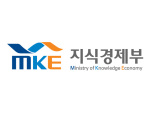 MKE 지식경제부
Ministry of Knowledge Economy